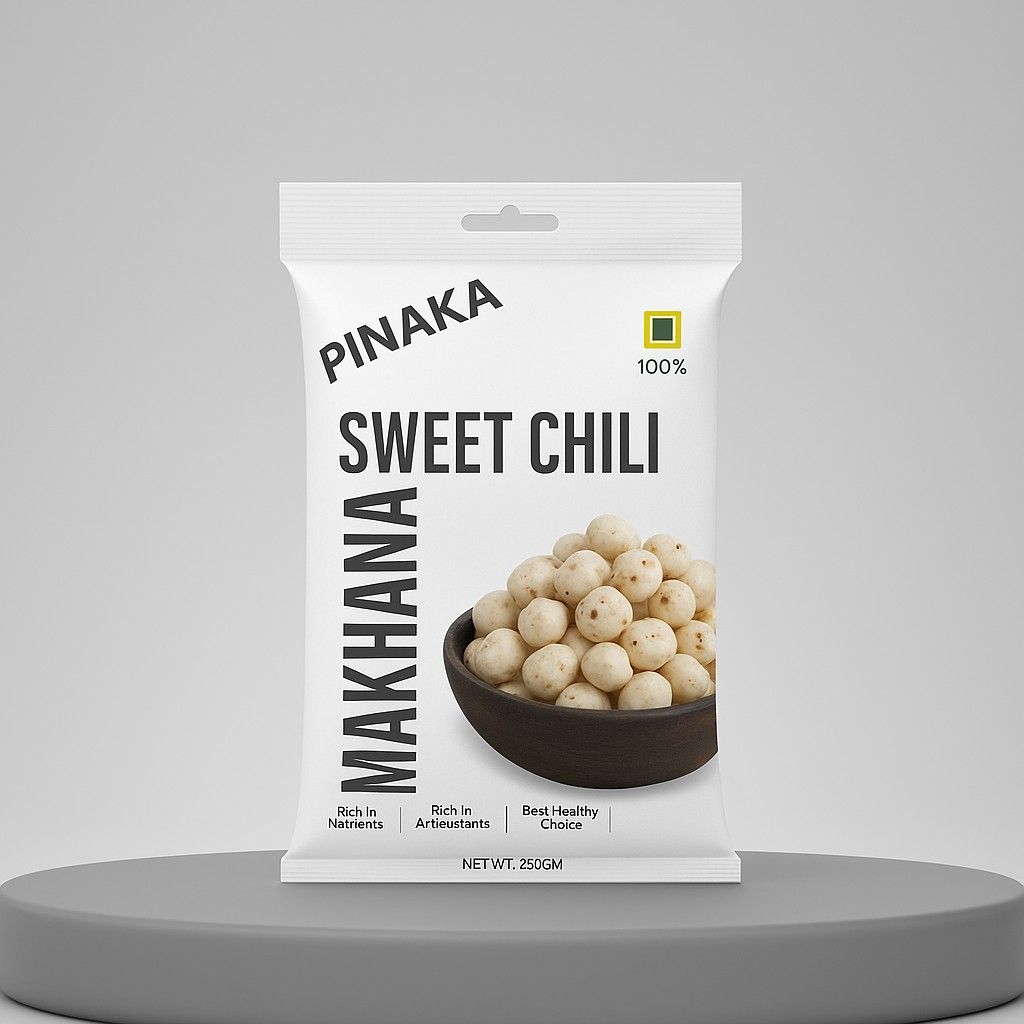 PINAKA
100%
SWEET CHILI
MAKHANA
Rich In
Natrients
Rich In
Artieustants
Best Healthy
Choice
NET WT. 250GM